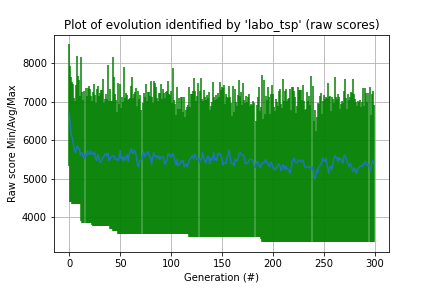 Plot of evolution identified by 'labo_tsp' (raw scores)
Raw score Min/Avg/Max
8000
7000
6000
5000
4000
0 50 100 150 200 250 300
Generation (#)